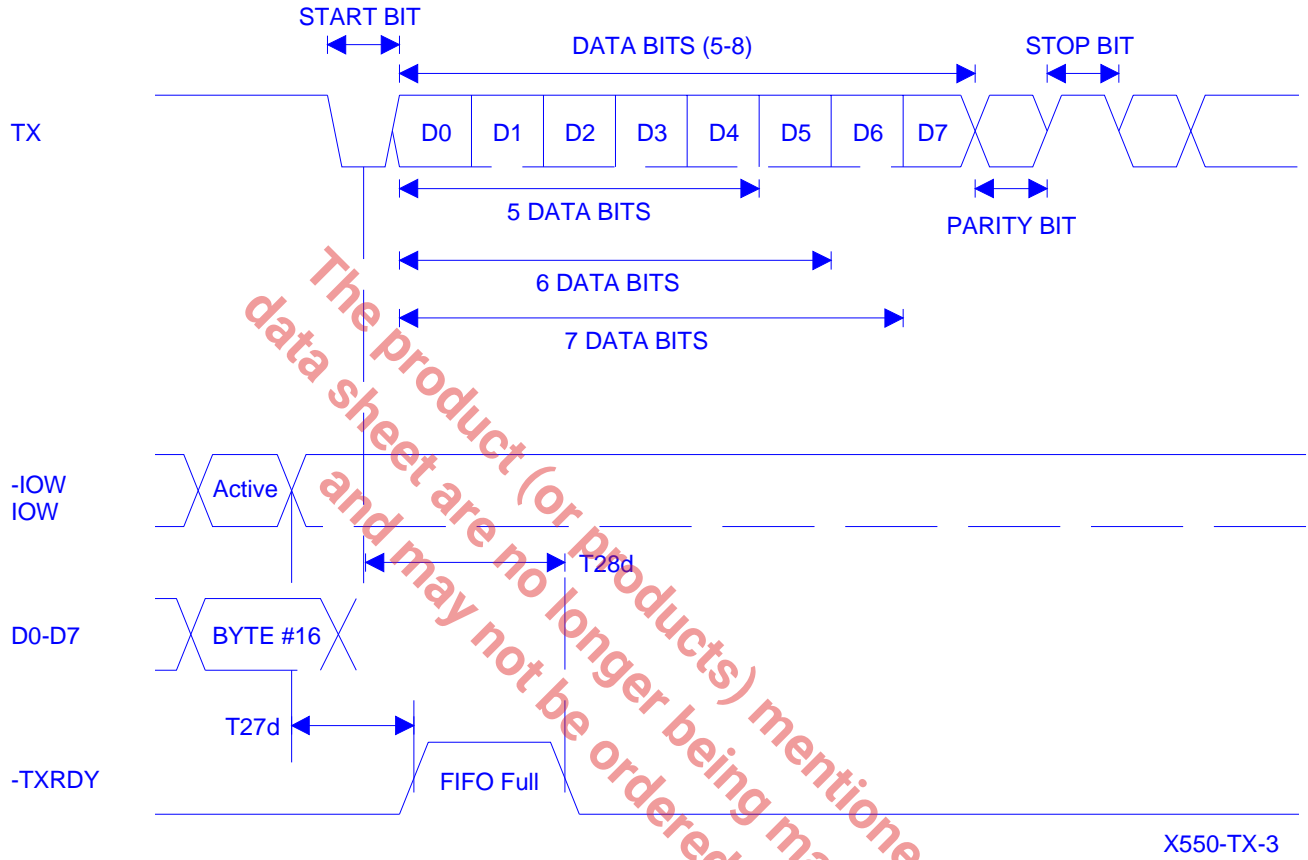 START BIT
DATA BITS (5-8)
STOP BIT
TX
D0 D1 D2 D3 D4 D5 D6 D7
5 DATA BITS
PARITY BIT
6 DATA BITS
7 DATA BITS
-IOW
IOW
Active
T28d
D0-D7
BYTE #16
T27d
-TXRDY
FIFO Full
X550-TX-3
The product (or products) mentione
data sheet are no longer being ma
and may not be ordered